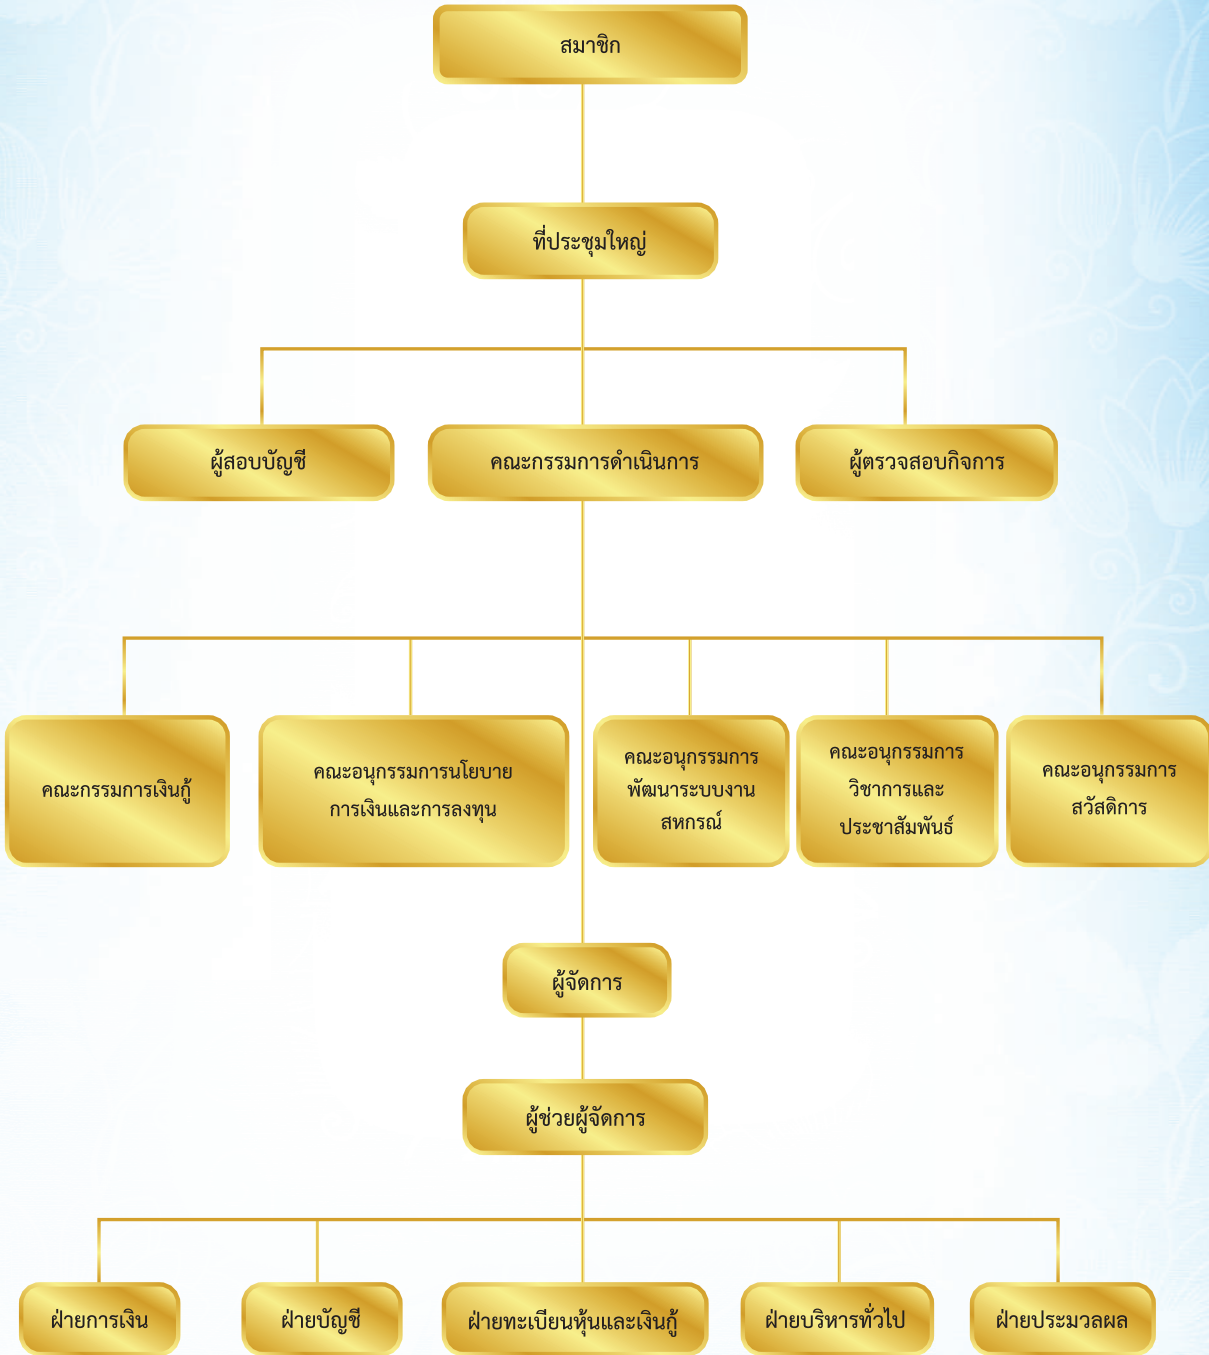 สมาชิก
ที่ประชุมใหญ่
ผู้สอบบัญชี
คณะกรรมการดำเนินการ
ผู้ตรวจสอบกิจการ
คณะกรรมการเงินกู้
คณะอนุกรรมการนโยบาย
การเงินและการลงทุน
คณะอนุกรรมการ
พัฒนาระบบงาน
สหกรณ์
คณะอนุกรรมการ
วิชาการและ
ประชาสัมพันธ์
คณะอนุกรรมการ
สวัสดิการ
ผู้จัดการ
ผู้ช่วยผู้จัดการ
ฝ่ายการเงิน
ฝ่ายบัญชี
ฝ่ายทะเบียนหุ้นและเงินกู้
ฝ่ายบริหารทั่วไป
ฝ่ายประมวลผล